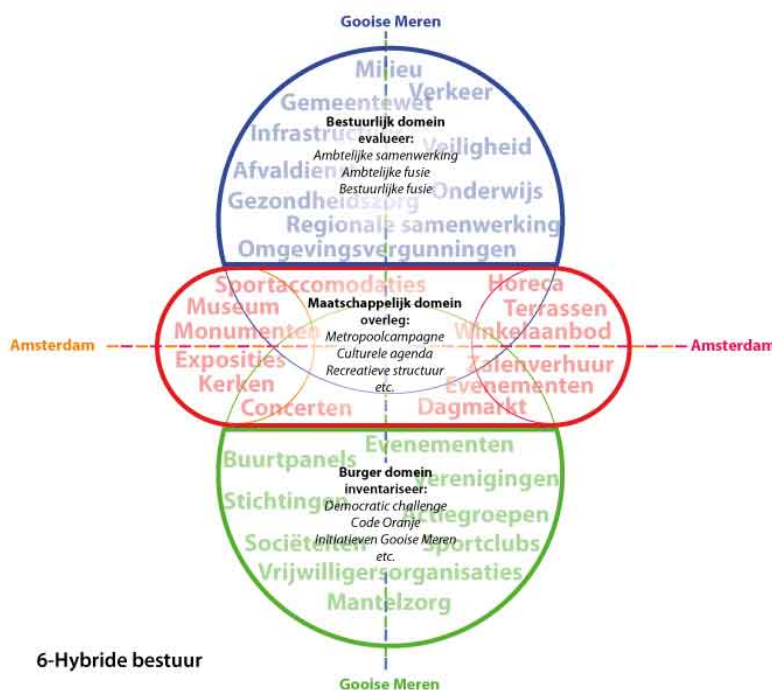 Gooise Meren
Milieu
Verkeer
Gemeentewet
Bestuurlijk domein
evalueer:
Infrastructuur
Veiligheid
Ambtelijke samenwerking
Afvaldienst
Ambtelijke fusie
Bestuurlijke fusie
Onderwijs
Gezondheidszorg
Regionale samenwerking
Omgevingsvergunningen
Sportaccomodaties
Horeca
Museum
Maatschappelijk domein
Terrassen
overleg:
Monumenten
Winkelaanbod
Metropoolcampagne
Amsterdam
Amsterdam
Culturele agenda
Exposities
Zalenverhuur
Recreatieve structuur
Kerken
etc.
Evenementen
Concerten
Dagmarkt
Evenementen
Buurtpanels
Burger domein
Verenigingen
inventariseer:
Stichtingen
Democratic challenge
Actiegroepen
Code Oranje
Initiatieven Gooise Meren
Sociëteiten
Sportclubs
etc.
Vrijwilligersorganisaties
Mantelzorg
6-Hybride bestuur
Gooise Meren